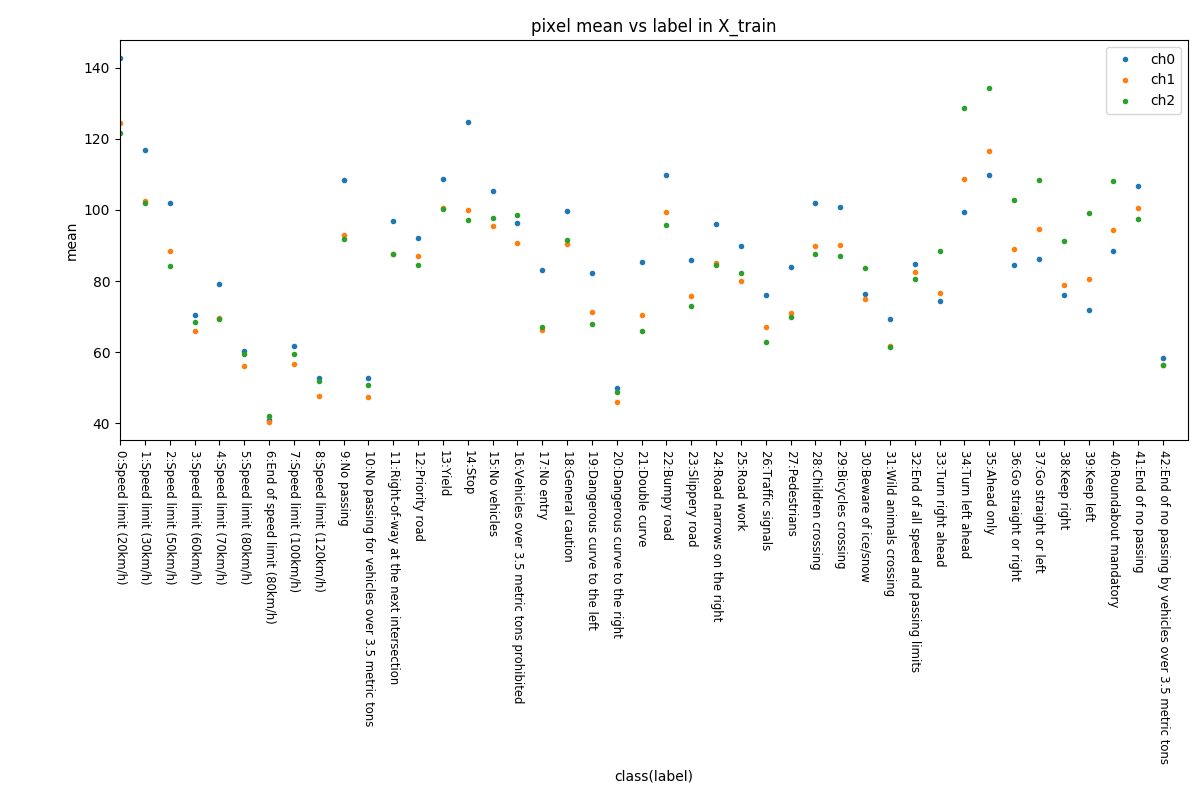 pixel mean vs label in X_train
ch0
ch1
ch2
mean
140
120
100
80
60
40
0:Speed limit (20km/h)
1:Speed limit (30km/h)
2:Speed limit (50km/h)
3:Speed limit (60km/h)
4:Speed limit (70km/h)
5:Speed limit (80km/h)
6:End of speed limit (80km/h)
7:Speed limit (100km/h)
8:Speed limit (120km/h)
9:No passing
10:No passing for vehicles over 3.5 metric tons
11:Right-of-way at the next intersection
12:Priority road
13:Yield
14:Stop
15:No vehicles
16:Vehicles over 3.5 metric tons prohibited
17:No entry
18:General caution
19:Dangerous curve to the left
20:Dangerous curve to the right
21:Double curve
22:Bumpy road
23:Slippery road
24:Road narrows on the right
25:Road work
26:Traffic signals
27:Pedestrians
28:Children crossing
29:Bicycles crossing
30:Beware of ice/snow
31:Wild animals crossing
32:End of all speed and passing limits
33:Turn right ahead
34:Turn left ahead
35:Ahead only
36:Go straight or right
37:Go straight or left
38:Keep right
39:Keep left
40:Roundabout mandatory
41:End of no passing
42:End of no passing by vehicles over 3.5 metric tons
class(label)